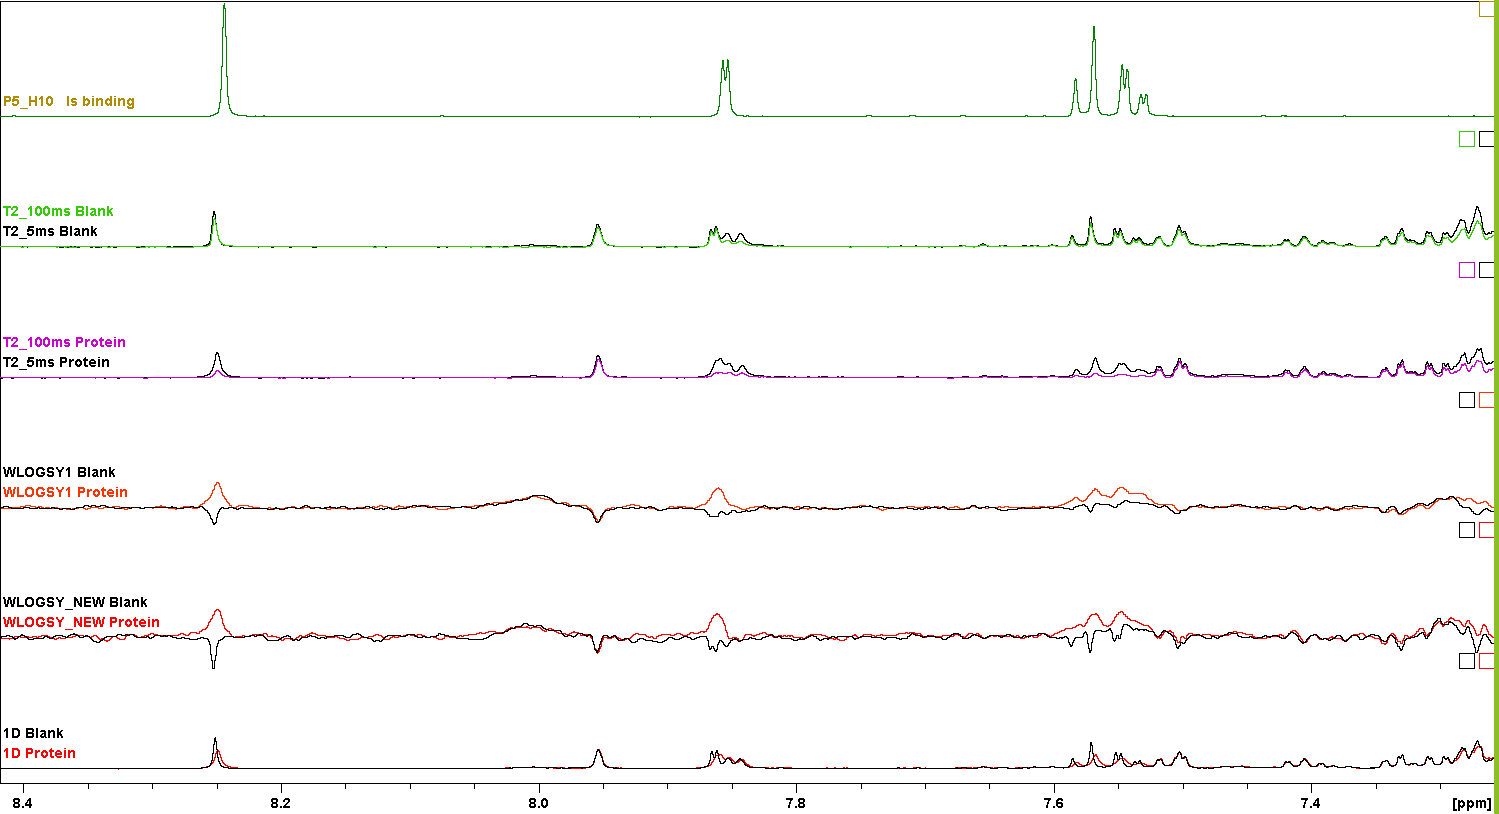 P5_H10 Is binding
T2_100ms Blank
T2_5ms Blank
T2_100ms Protein
T2_5ms Protein
WLOGSY1 Blank
WLOGSY1 Protein
WLOGSY_NEW Blank
WLOGSY_NEW Protein
1D Blank
1D Protein
8.4 8.2 8.0 7.8 7.6 7.4 [ppm]